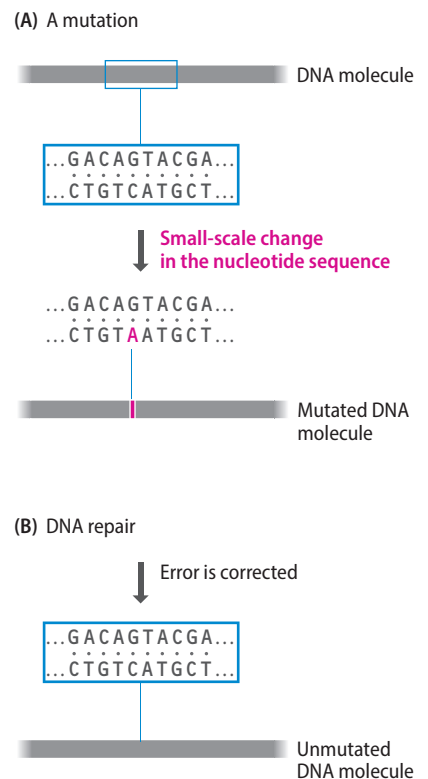 (A) A mutation
DNA molecule
...GACAGTACGA...
...CTGTCATGCT...
Small-scale change
in the nucleotide sequence
...GACAGTACGA...
...CTGTAATGCT...
Mutated DNA
molecule
(B) DNA repair
Error is corrected
...GACAGTACGA...
...CTGTCATGCT...
Unmutated
DNA molecule